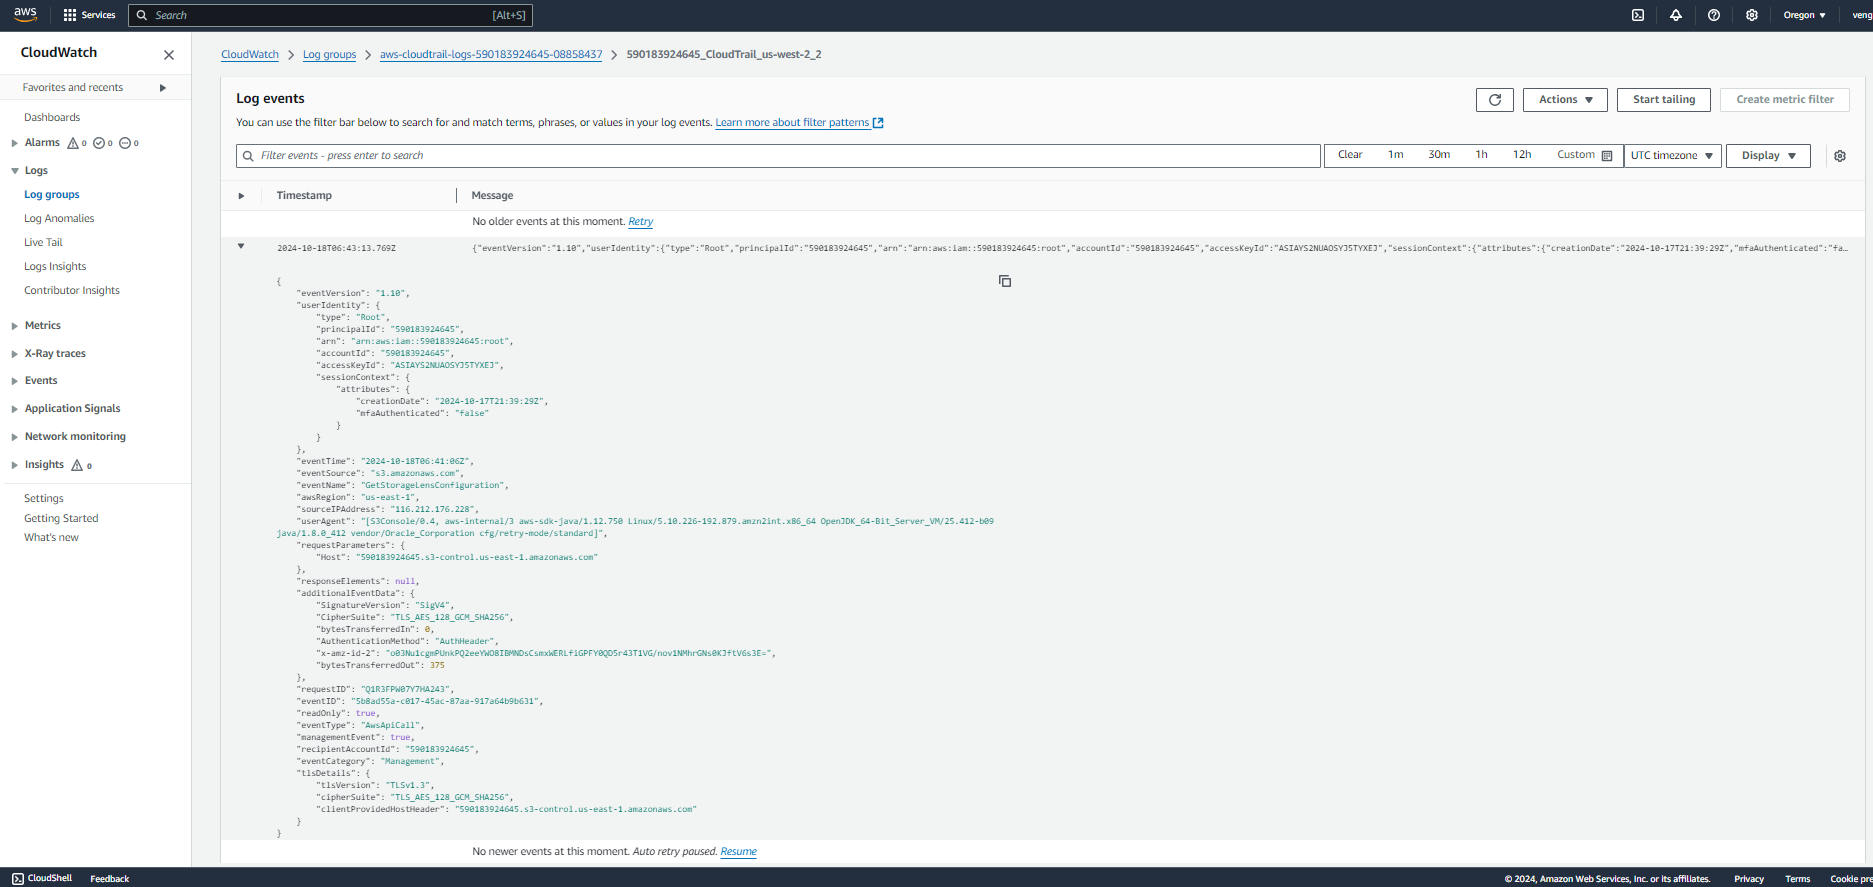 aws
Services
Search
[Alt+S]
Oregon
veng
CloudWatch
Favorites and recents
Dashboards
Alarms 0 0 0
Logs
Log groups
Log Anomalies
Live Tail
Logs Insights
Contributor Insights
Metrics
X-Ray traces
Events
Application Signals
Network monitoring
Insights 0
Settings
Getting Started
What's new
CloudWatch > Log groups > aws-cloudtrail-logs-590183924645-08858437 > 590183924645_CloudTrail_us-west-2_2
Log events
Actions
Start tailing
Create metric filter
You can use the filter bar below to search for and match terms, phrases, or values in your log events. Learn more about filter patterns
Filter events - press enter to search
Clear 1m 30m 1h 12h Custom
UTC timezone
Display
Timestamp
Message
No older events at this moment. Retry
2024-10-18T06:43:13.769Z
{"eventVersion":"1.10","userIdentity":{"type":"Root","principalId":"590183924645","arn":"arn:aws:iam::590183924645:root","accountId":"590183924645","accessKeyId":"ASIAYS2NUAOSYJ5TYXEJ","sessionContext":{"attributes":{"creationDate":"2024-10-17T21:39:29Z","mfaAuthenticated":"fa…
{
"eventVersion": "1.10",
"userIdentity": {
"type": "Root",
"principalId": "590183924645",
"arn": "arn:aws:iam::590183924645:root",
"accountId": "590183924645",
"accessKeyId": "ASIAYS2NUAOSYJ5TYXEJ",
"sessionContext": {
"attributes": {
"creationDate": "2024-10-17T21:39:29Z",
"mfaAuthenticated": "false"
}
}
},
"eventTime": "2024-10-18T06:41:06Z",
"eventSource": "s3.amazonaws.com",
"eventName": "GetStorageLensConfiguration",
"awsRegion": "us-east-1",
"sourceIPAddress": "116.212.176.228",
"userAgent": "[S3Console/0.4, aws-internal/3 aws-sdk-java/1.12.750 Linux/5.10.226-192.879.amzn2int.x86_64 OpenJDK_64-Bit_Server_VM/25.412-b09
java/1.8.0_412 vendor/Oracle_Corporation cfg/retry-mode/standard]",
"requestParameters": {
"Host": "590183924645.s3-control.us-east-1.amazonaws.com"
},
"responseElements": null,
"additionalEventData": {
"SignatureVersion": "SigV4",
"CipherSuite": "TLS_AES_128_GCM_SHA256",
"bytesTransferredIn": 0,
"AuthenticationMethod": "AuthHeader",
"x-amz-id-2": "o03Nu1cgmPUnkPQ2eeYWO8IBMNDsCsmxWERLfiGPFY0QD5r43T1VG/nov1NMhrGNs0KJftV6s3E=",
"bytesTransferredOut": 375
},
"requestID": "Q1R3FPW07Y7HA243",
"eventID": "5b8ad55a-c017-45ac-87aa-917a64b9b631",
"readOnly": true,
"eventType": "AwsApiCall",
"managementEvent": true,
"recipientAccountId": "590183924645",
"eventCategory": "Management",
"tlsDetails": {
"tlsVersion": "TLSv1.3",
"cipherSuite": "TLS_AES_128_GCM_SHA256",
"clientProvidedHostHeader": "590183924645.s3-control.us-east-1.amazonaws.com"
}
}
No newer events at this moment. Auto retry paused. Resume
CloudShell
Feedback
© 2024, Amazon Web Services, Inc. or its affiliates.
Privacy
Terms
Cookie pre